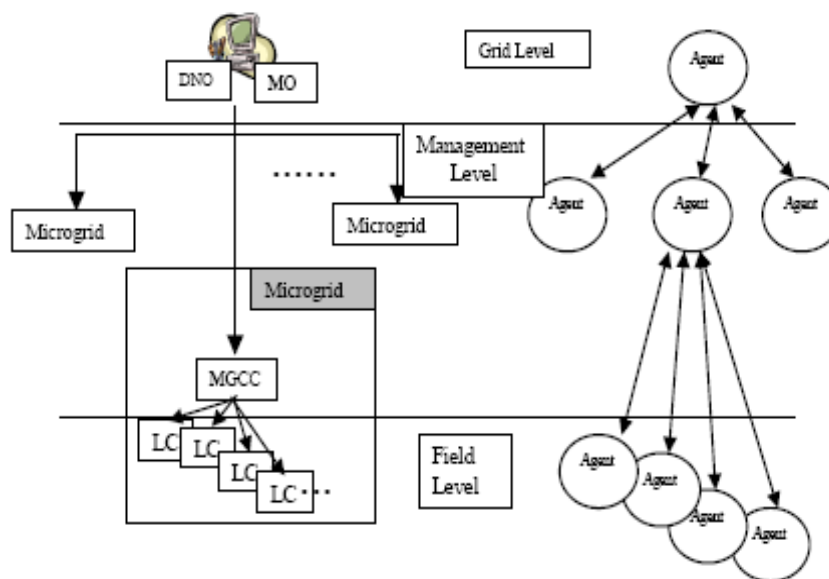 DNO
MO
Grid Level
Agent
Management
Level
......
Microgrid
Microgrid
Agent
Agent
Agent
Microgrid
MGCC
LC
LC
LC
LC...
Field
Level
Agent
Agent
Agent
Agent